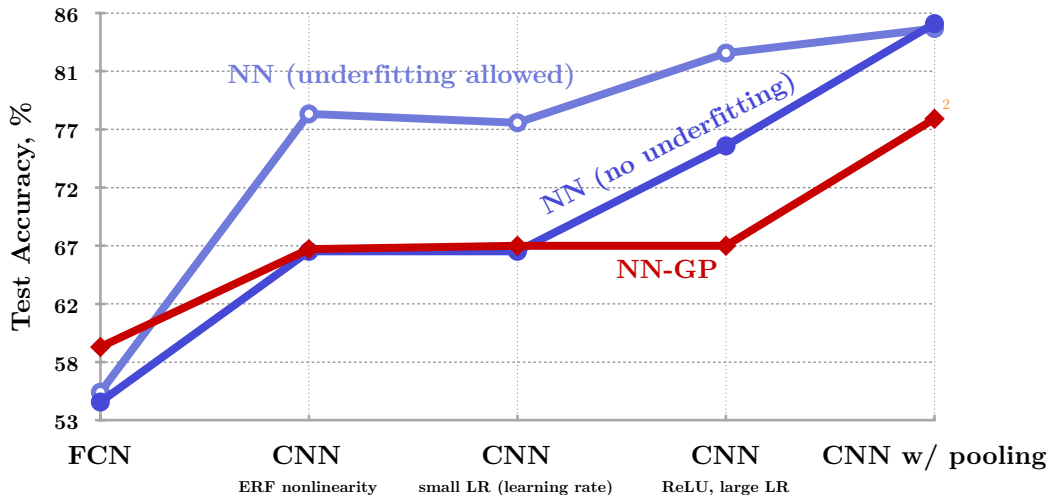 86
81
77
72
67
62
58
53
Test Accuracy, %
NN (underfitting allowed)
NN (no underfitting)
NN-GP
2
FCN
CNN
CNN
CNN
CNN w/ pooling
ERF nonlinearity
small LR (learning rate)
ReLU, large LR